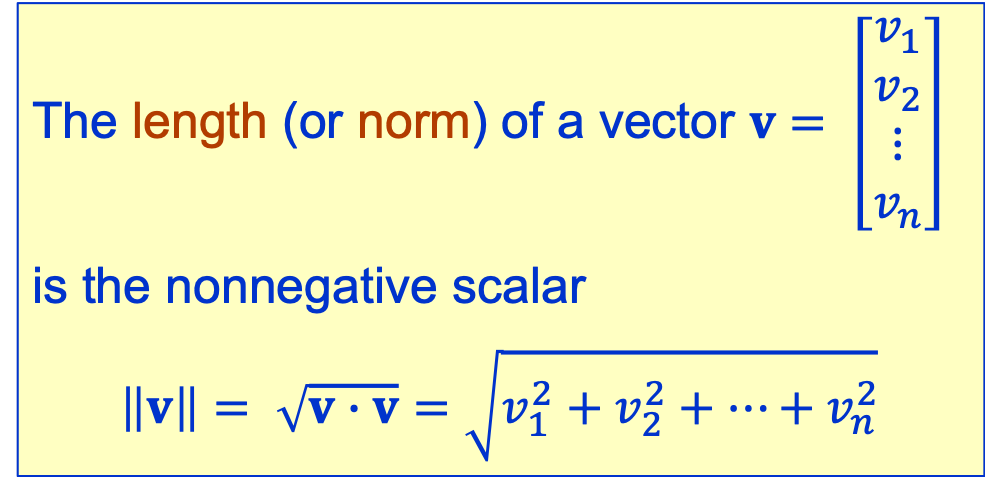 The length (or norm) of a vector 𝐯 = [𝑣₁ 𝑣₂ ⋮ 𝑣ₙ]
is the nonnegative scalar
‖𝐯‖ = √(𝐯 · 𝐯) = √(𝑣₁² + 𝑣₂² + ⋯ + 𝑣ₙ²)